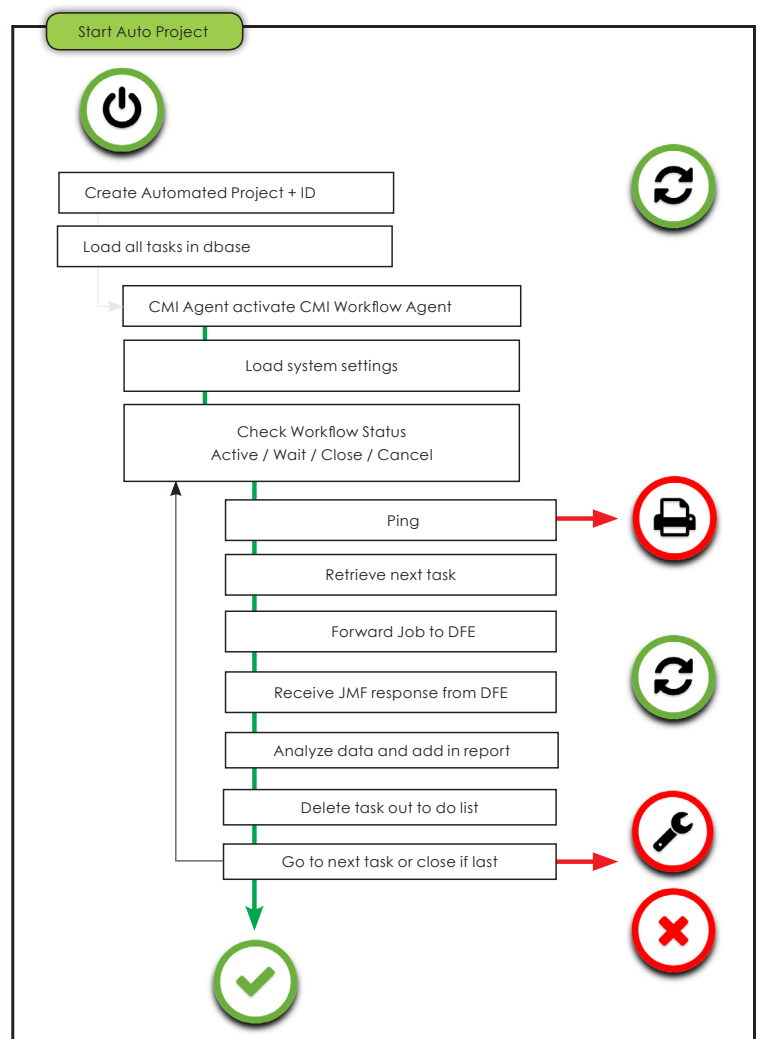 Start Auto Project
Create Automated Project + ID
Load all tasks in dbase
CMI Agent activate CMI Workflow Agent
Load system settings
Check Workflow Status
Active / Wait / Close / Cancel
Ping
Retrieve next task
Forward Job to DFE
Receive JMF response from DFE
Analyze data and add in report
Delete task out to do list
Go to next task or close if last